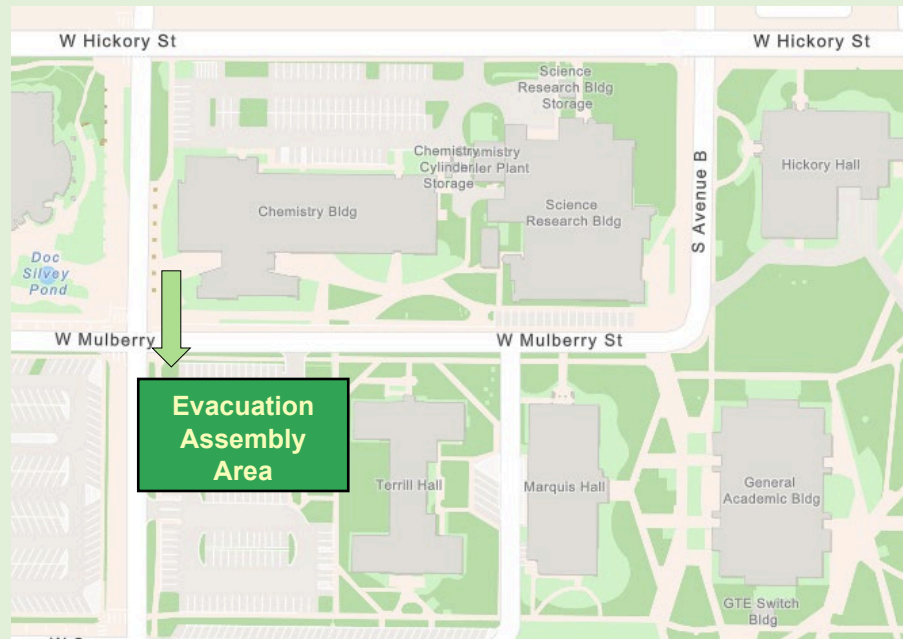 W Hickory St
W Hickory St
Science
Research Bldg
Storage
Chemistry
Cylinder
Storage
Plant
Hickory Hall
Chemistry Bldg
Science
Research Bldg
S Avenue B
Doc
Silvey
Pond
W Mulberry
W Mulberry St
Evacuation
Assembly
Area
Terrill Hall
Marquis Hall
General
Academic Bldg
GTE Switch
Bldg